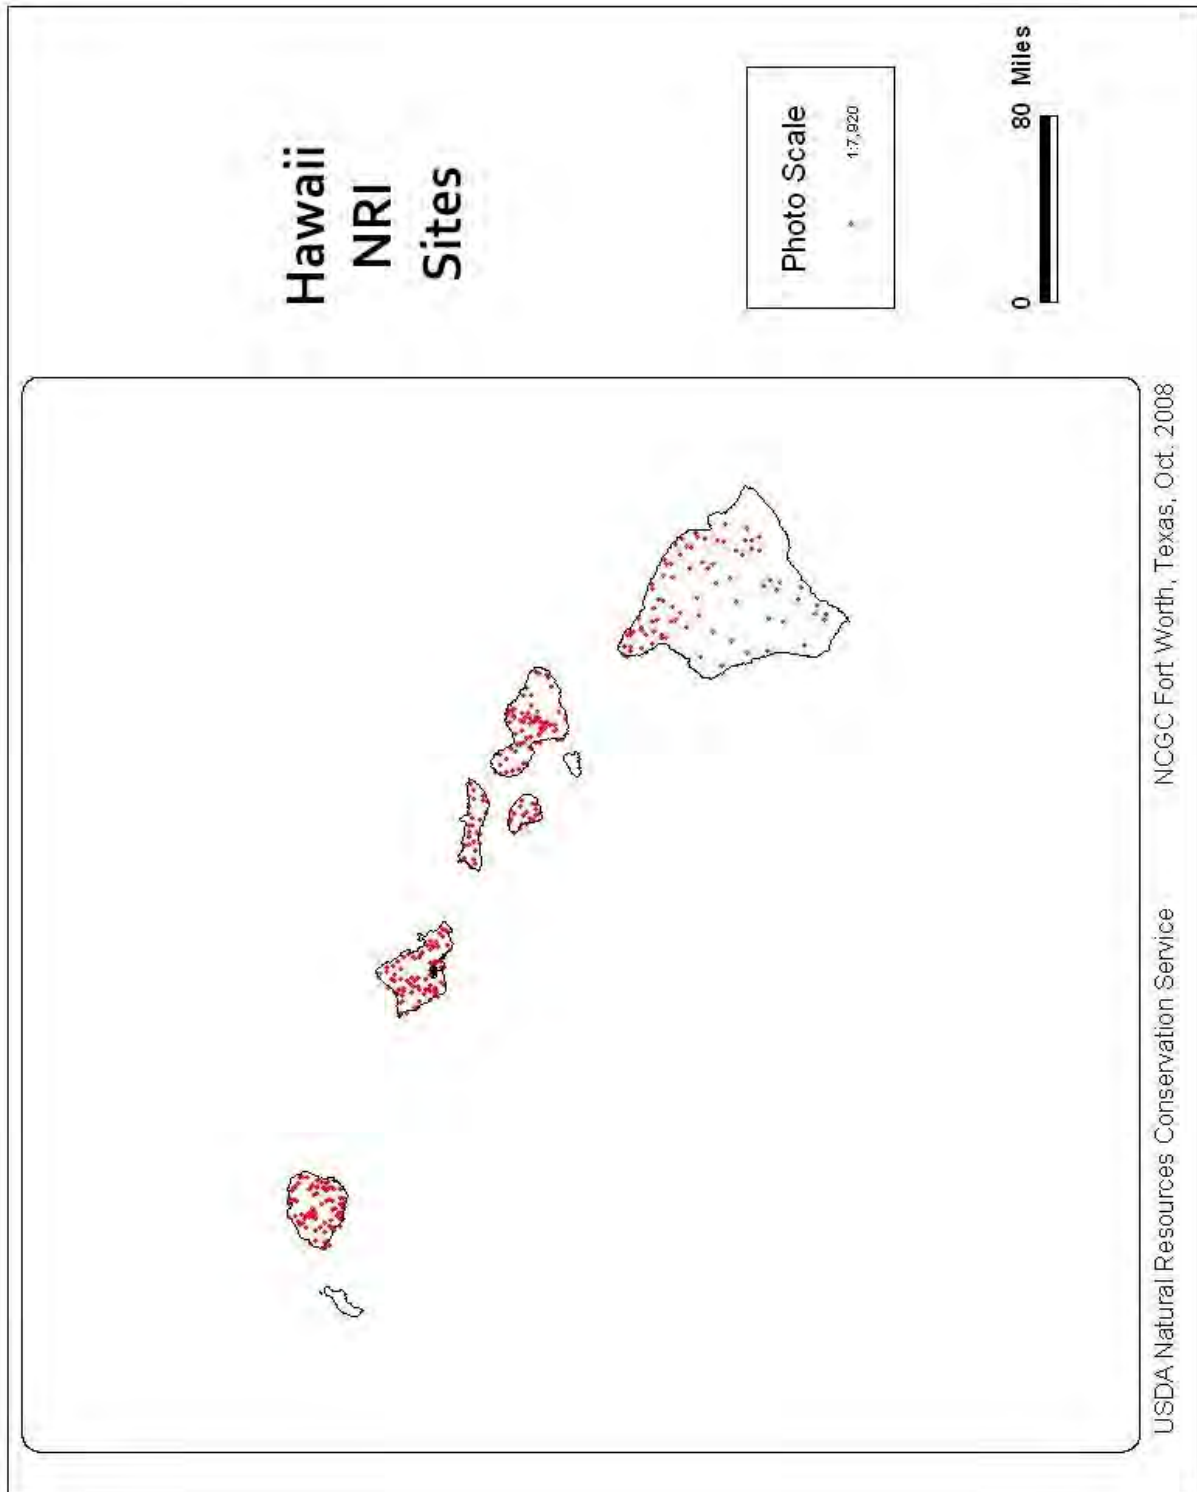 Hawaii
NRI
Sites
Photo Scale
1:7,920
0 80 Miles
USDA Natural Resources Conservation Service
NCGC Fort Worth, Texas, Oct. 2008